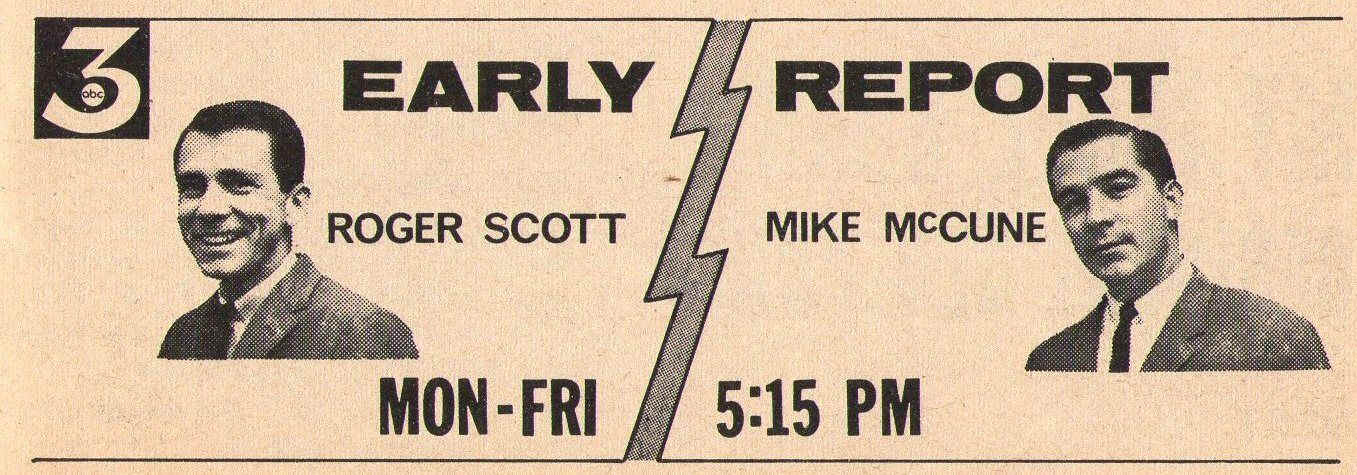 3
abc
EARLY REPORT
ROGER SCOTT
MIKE McCUNE
MON-FRI 5:15 PM